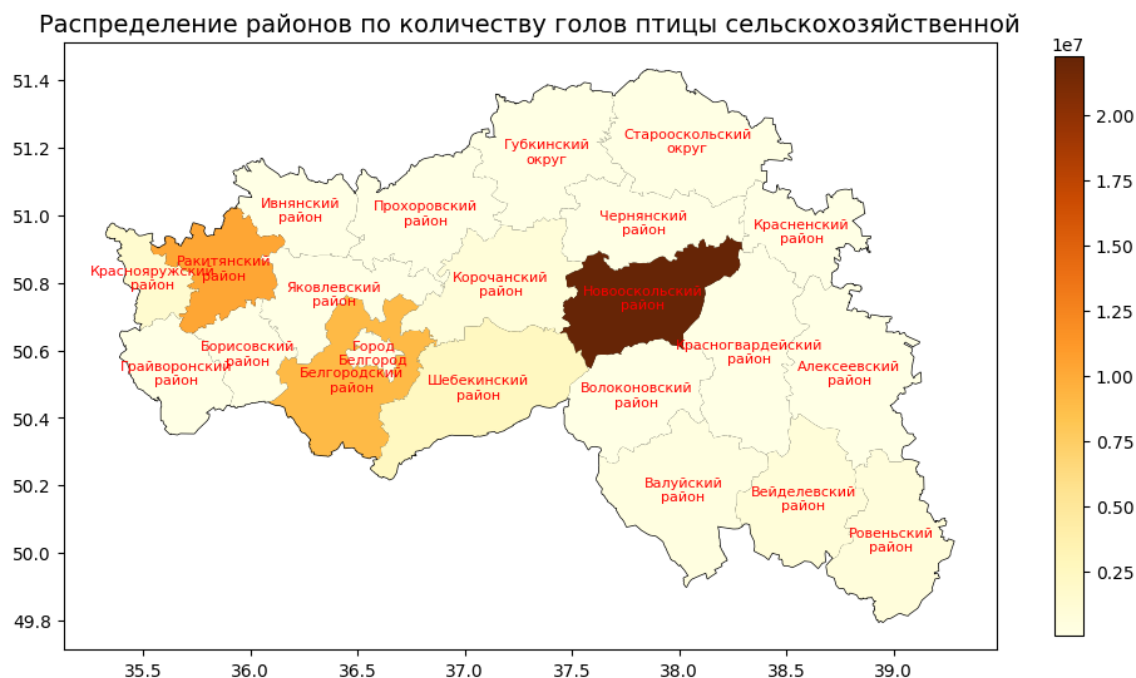 Распределение районов по количеству голов птицы сельскохозяйственной
1e7
51.4
51.2
51.0
50.8
50.6
50.4
50.2
50.0
49.8
Губкинский
округ
Старооскольский
округ
Ивнянский
район
Прохоровский
район
Чернянский
район
Красненский
район
Краснояружский
район
Ракитянский
район
Яковлевский
район
Корочанский
район
Новооскольский
район
Грайворонский
район
Борисовский
район
Город
Белгород
Белгородский
район
Шебекинский
район
Волоконовский
район
Красногвардейский
район
Алексеевский
район
Валуйский
район
Вейделевский
район
Ровеньский
район
35.5
36.0
36.5
37.0
37.5
38.0
38.5
39.0
2.00
1.75
1.50
1.25
1.00
0.75
0.50
0.25